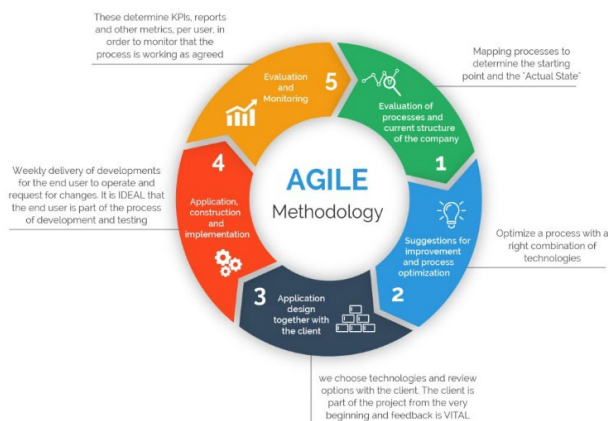 AGILE
Methodology
Evaluation of
processes and
current structure
of the company
1
Mapping processes to
determine the starting
point and the "Actual State"
Suggestions for
improvement and
process optimization
2
Optimize a process with a
right combination of
technologies
3
Application
design
together with
the client
we choose technologies and review
options with the client. The client is
part of the project from the very
beginning and feedback is VITAL
4
Application,
construction
and
implementation
Weekly delivery of developments
for the end user to operate and
request for changes. It is IDEAL that
the end user is part of the process
of development and testing
5
Evaluation
and
Monitoring
These determine KPIs, reports
and other metrics, per user, in
order to monitor that the
process is working as agreed